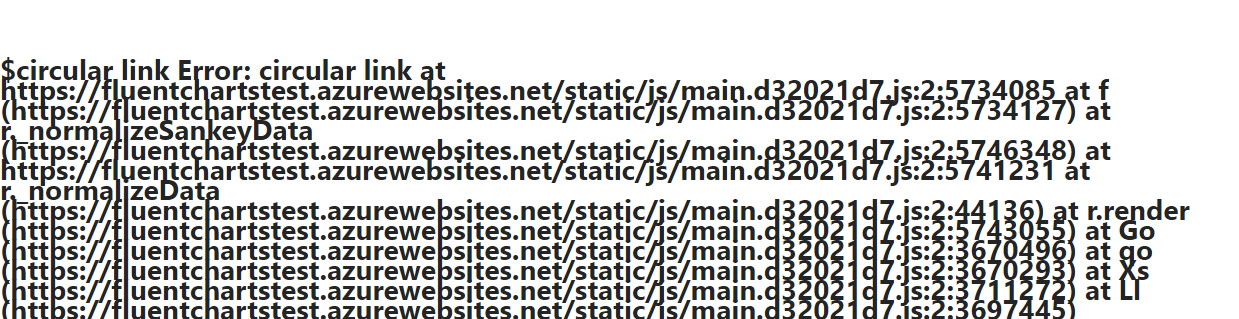 $circular link Error: circular link at
https://fluentchartstest.azurewebsites.net/static/js/main.d32021d7.js:2:5734085 at f
(https://fluentchartstest.azurewebsites.net/static/js/main.d32021d7.js:2:5734127) at
r._normalizeSankeyData
(https://fluentchartstest.azurewebsites.net/static/js/main.d32021d7.js:2:5746348) at
https://fluentchartstest.azurewebsites.net/static/js/main.d32021d7.js:2:5741231 at
r._normalizeData
(https://fluentchartstest.azurewebsites.net/static/js/main.d32021d7.js:2:44136) at r.render
(https://fluentchartstest.azurewebsites.net/static/js/main.d32021d7.js:2:5743055) at Go
(https://fluentchartstest.azurewebsites.net/static/js/main.d32021d7.js:2:3670496) at qo
(https://fluentchartstest.azurewebsites.net/static/js/main.d32021d7.js:2:3670293) at Xs
(https://fluentchartstest.azurewebsites.net/static/js/main.d32021d7.js:2:3711272) at Ll
(https://fluentchartstest.azurewebsites.net/static/js/main.d32021d7.js:2:3697445)